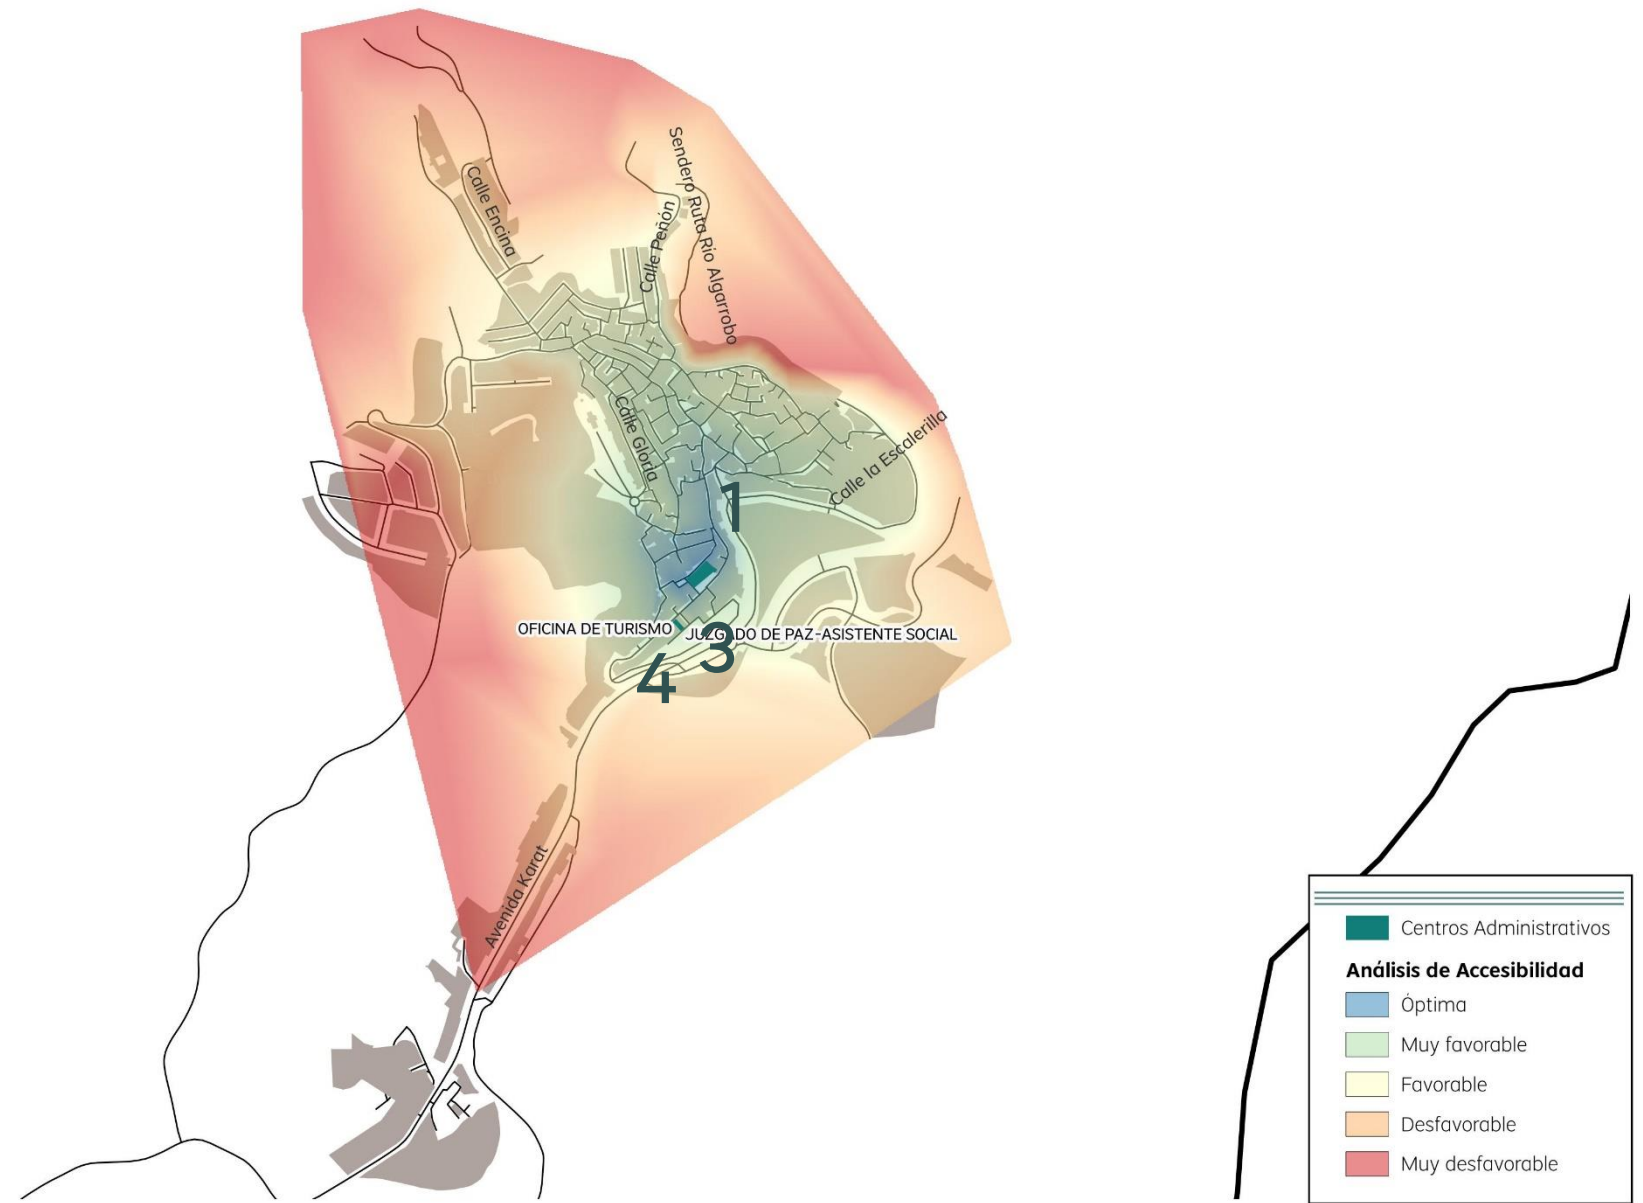 Sendero Ruta Rio Algarrobo
Calle Encina
Calle Peñón
Calle Gloria
Calle la Escalerilla
1
OFICINA DE TURISMO
JUZGADO DE PAZ-ASISTENTE SOCIAL
3
4
Avenida Karat
Centros Administrativos
Análisis de Accesibilidad
Óptima
Muy favorable
Favorable
Desfavorable
Muy desfavorable